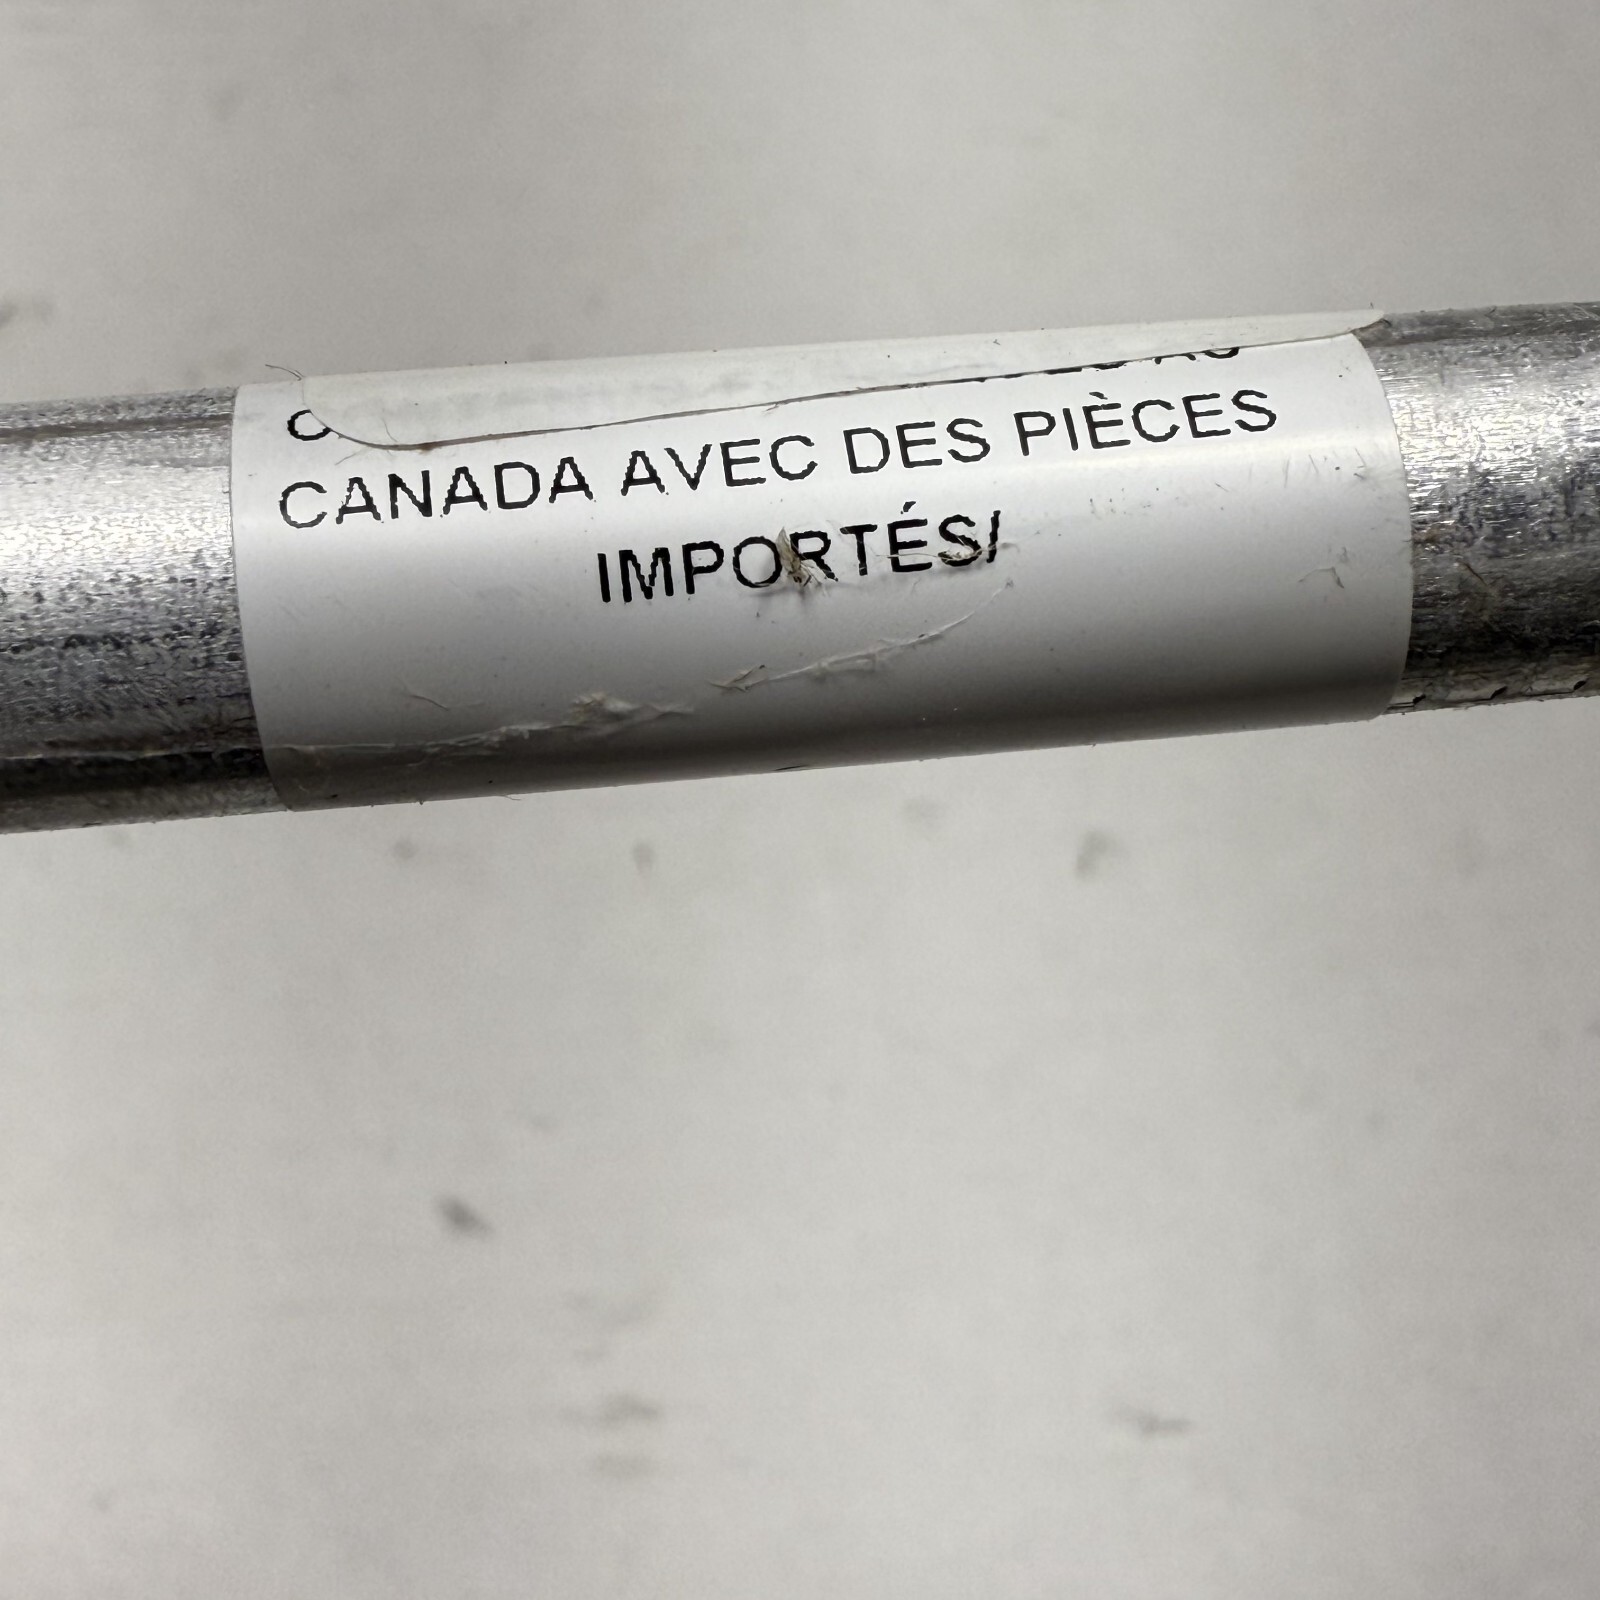 CANADA AVEC DES PIÈCES
IMPORTÉS/